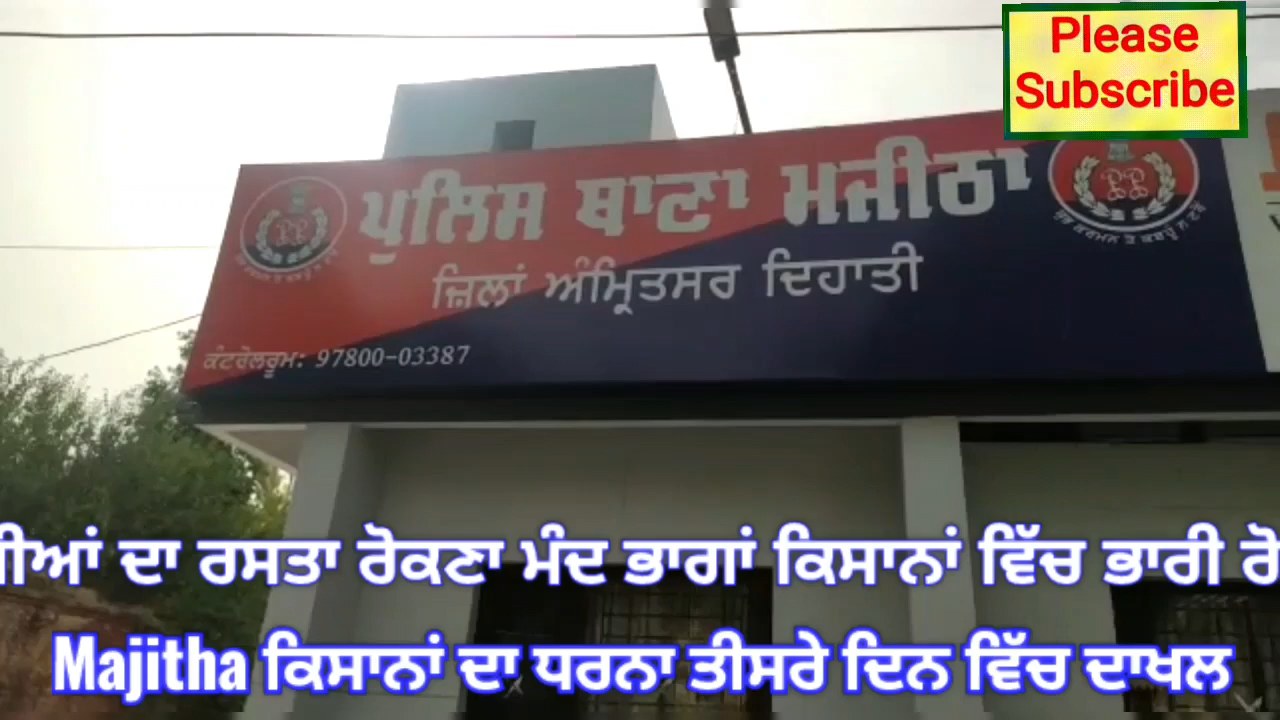 Please
Subscribe
ਪੁਲਿਸ ਥਾਣਾ ਮਜੀਠਾ
ਜ਼ਿਲਾਂ ਅੰਮ੍ਰਿਤਸਰ ਦਿਹਾਤੀ
ਕੰਟਰੋਲਰੂਮ: 97800-03387
ਦਾ ਰਸਤਾ ਰੋਕਣਾ ਮੰਦ ਭਾਗਾਂ ਕਿਸਾਨਾਂ ਵਿੱਚ ਭਾਰੀ
Majitha ਕਿਸਾਨਾਂ ਦਾ ਧਰਨਾ ਤੀਸਰੇ ਦਿਨ ਵਿੱਚ ਦਾਖਲ